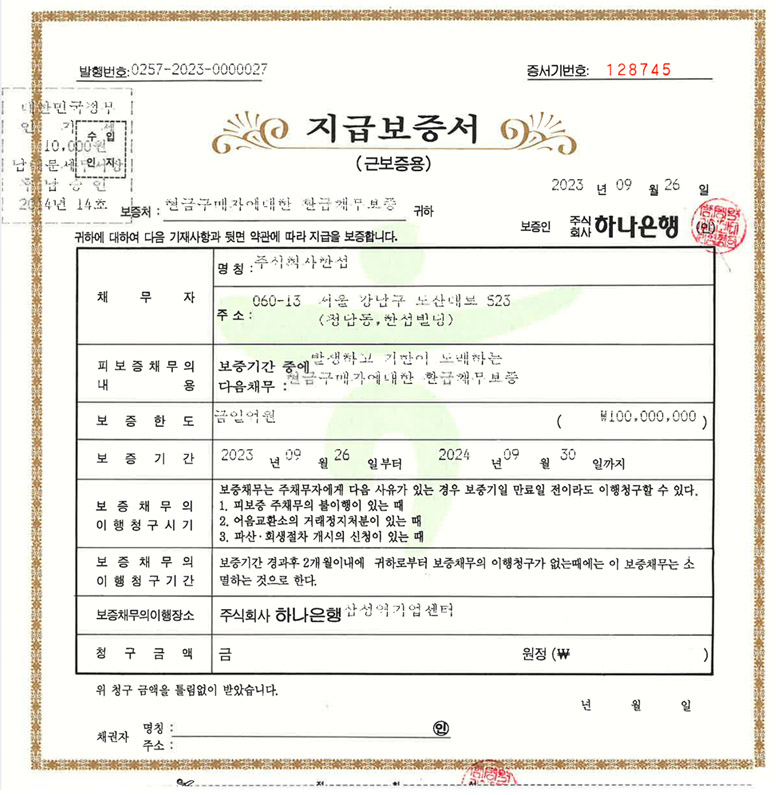 발행번호:0257-2023-0000027
증서기번호: 128745
대한민국정부
인 지 세
10,000원
남대문세무서장
후납승인
2014년 14호
수입
인지
지급보증서
(근보증용)
2023 년 09 월 26 일
보증처 : 현금구매자에대한 환급채무보증 귀하
보증인 주식회사 하나은행 (인)
귀하에 대하여 다음 기재사항과 뒷면 약관에 따라 지급을 보증합니다.
채 무 자
명칭 : 주식회사한섬
주소 : 060-13 서울 강남구 도산대로 523
(청담동,한섬빌딩)
피보증채무의 내용
보증기간 중에 발생하고 기한이 도래하는
다음채무 : 현금구매자에대한 환급채무보증
보 증 한 도
금일억원 ( ₩100,000,000 )
보 증 기 간
2023 년 09 월 26 일부터 2024 년 09 월 30 일까지
보증채무의 이행청구시기
보증채무는 주채무자에게 다음 사유가 있는 경우 보증기일 만료일 전이라도 이행청구할 수 있다.
1. 피보증 주채무의 불이행이 있는 때
2. 어음교환소의 거래정지처분이 있는 때
3. 파산·회생절차 개시의 신청이 있는 때
보증채무의 이행청구기간
보증기간 경과후 2개월이내에 귀하로부터 보증채무의 이행청구가 없는때에는 이 보증채무는 소
멸하는 것으로 한다.
보증채무의이행장소
주식회사 하나은행 삼성역기업센터
청 구 금 액
금 원정 (₩ )
위 청구 금액을 틀림없이 받았습니다.
년 월 일
채권자 명칭 : ㊞
주소 :